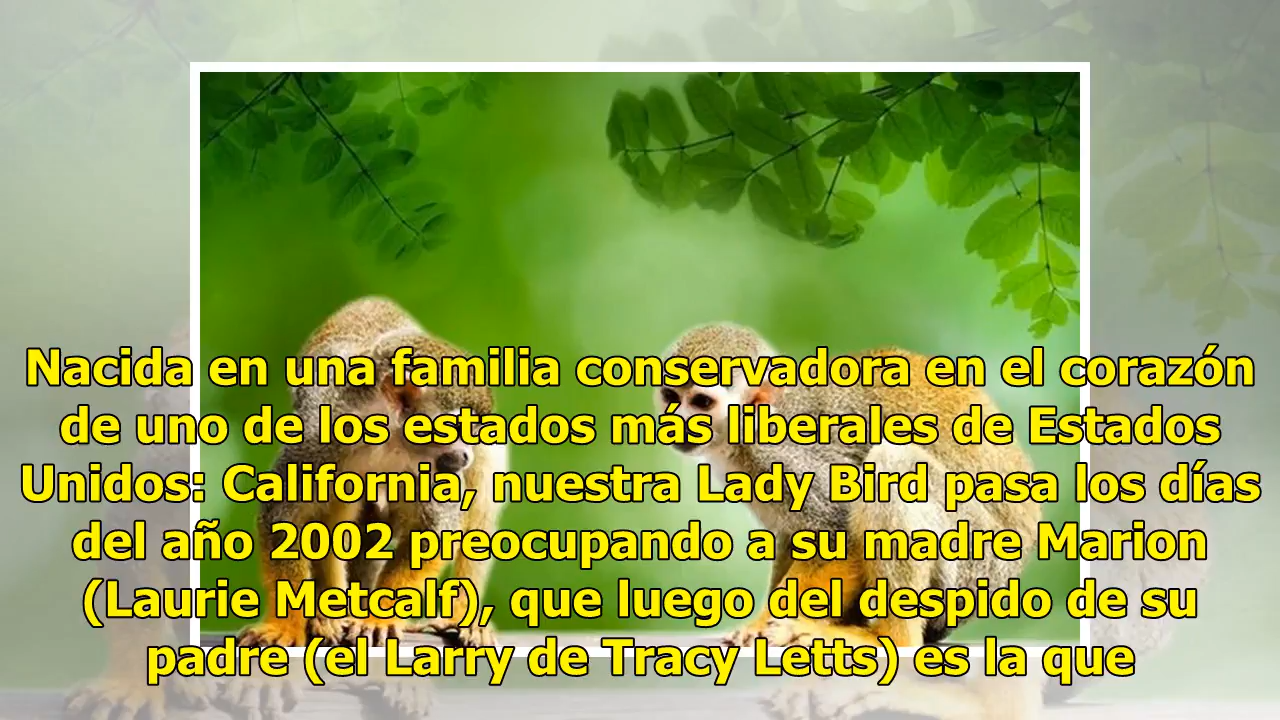 Nacida en una familia conservadora en el corazón
de uno de los estados más liberales de Estados
Unidos: California, nuestra Lady Bird pasa los días
del año 2002 preocupando a su madre Marion
(Laurie Metcalf), que luego del despido de su
padre (el Larry de Tracy Letts) es la que